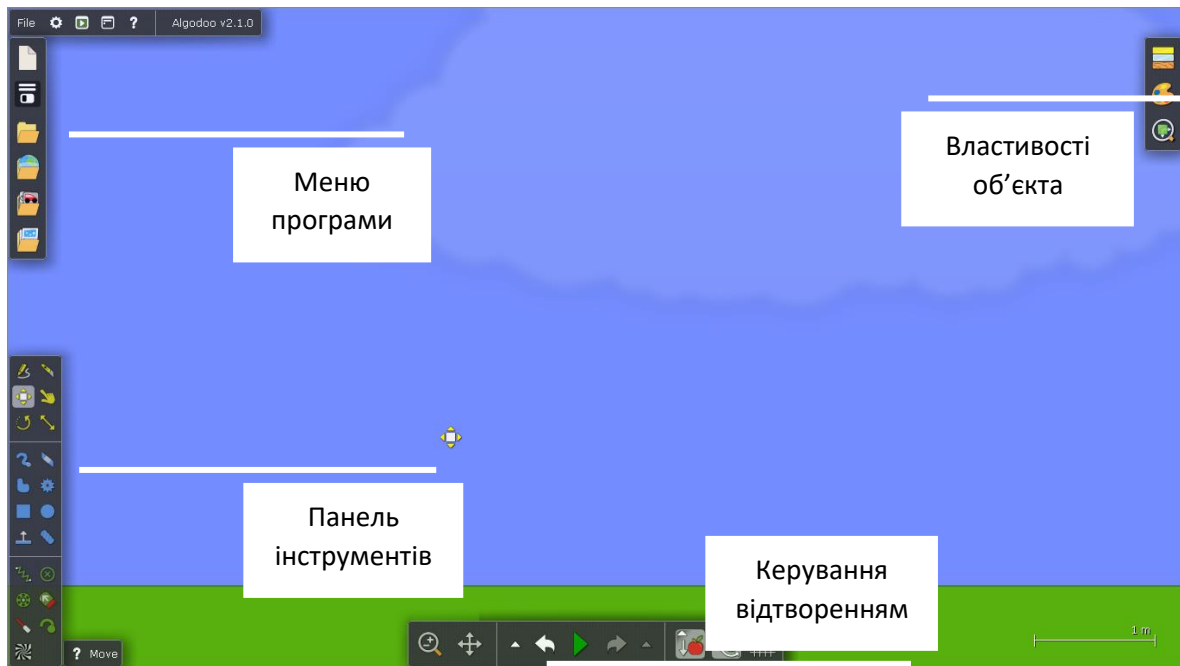 File ? Algodoo v2.1.0
Меню
програми
Властивості
об’єкта
Панель
інструментів
Керування
відтворенням
1 m
? Move